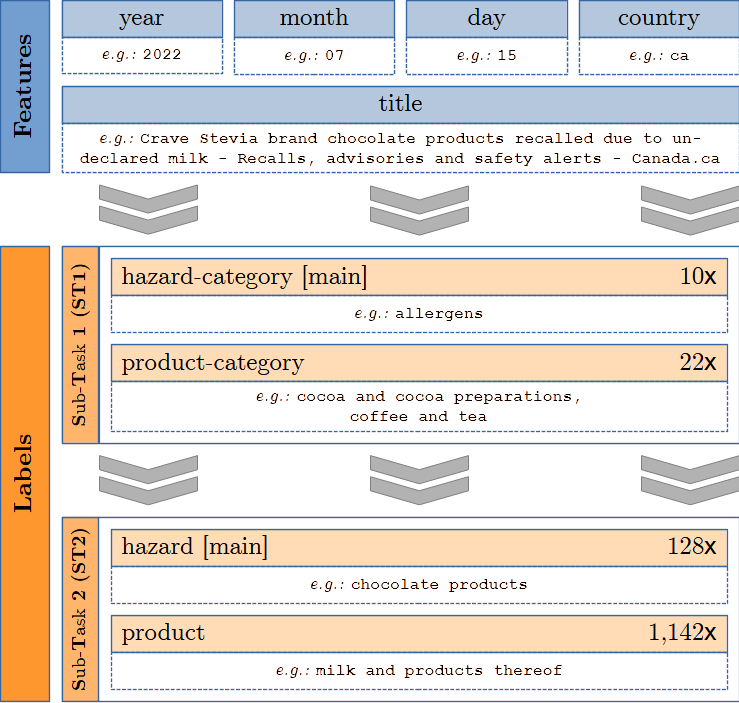 Features
year
month
day
country
e.g.: 2022
e.g.: 07
e.g.: 15
e.g.: ca
title
e.g.: Crave Stevia brand chocolate products recalled due to un-
declared milk - Recalls, advisories and safety alerts - Canada.ca
Labels
Sub-Task 1 (ST1)
hazard-category [main] 10x
e.g.: allergens
product-category 22x
e.g.: cocoa and cocoa preparations,
coffee and tea
Sub-Task 2 (ST2)
hazard [main] 128x
e.g.: chocolate products
product 1,142x
e.g.: milk and products thereof